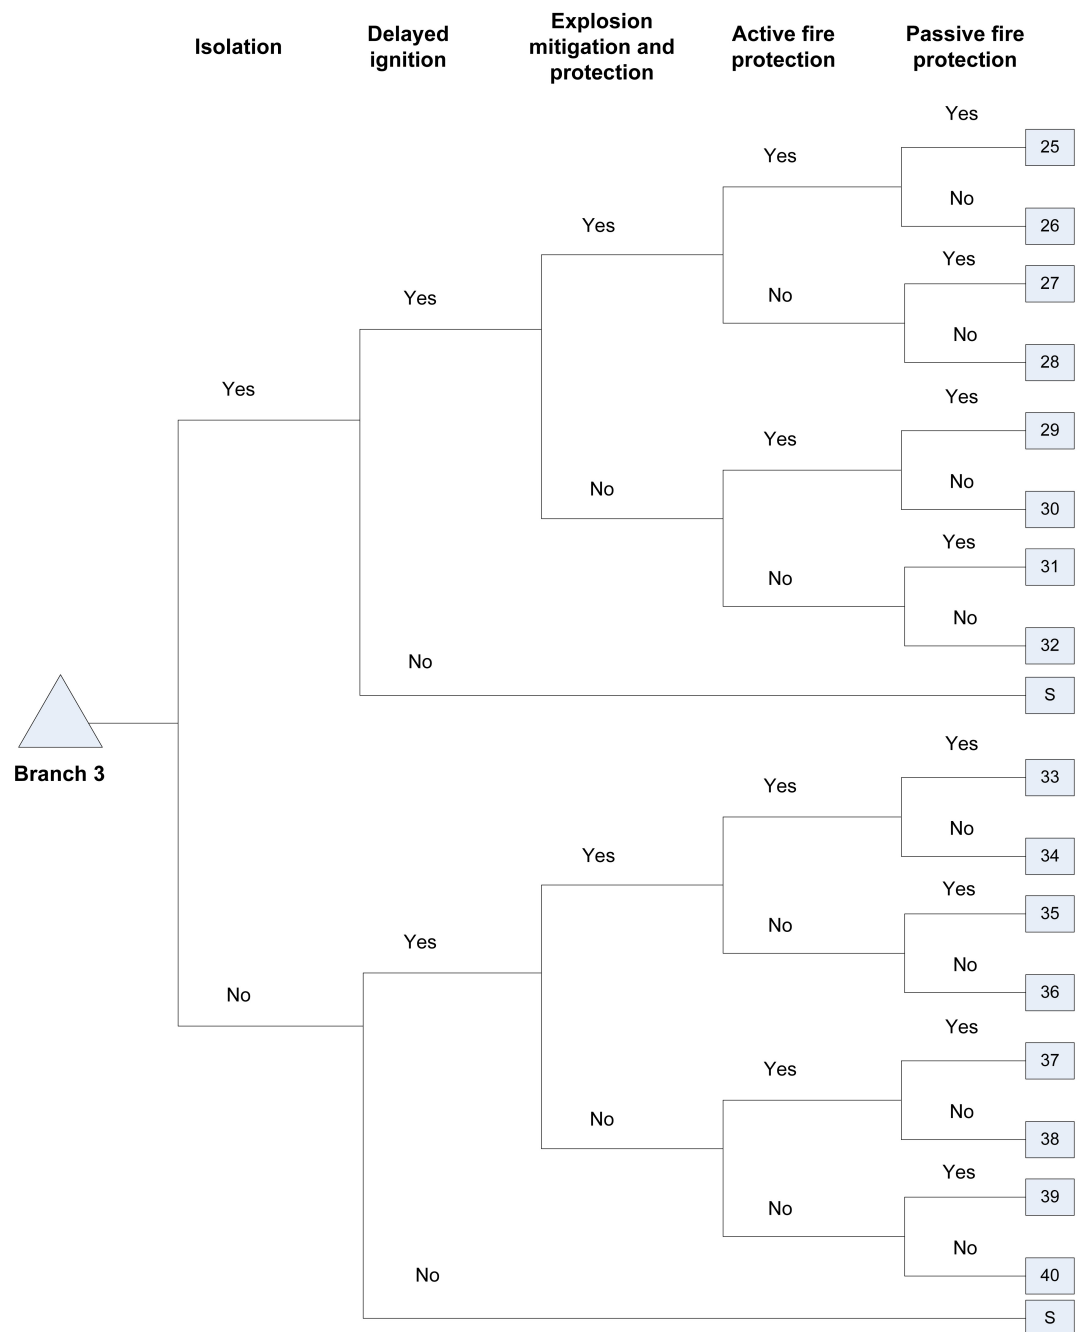 Isolation
Delayed
ignition
Explosion
mitigation and
protection
Active fire
protection
Passive fire
protection
Yes
25
Yes
No
26
Yes
Yes
27
No
No
28
Yes
Yes
29
Yes
No
30
No
Yes
31
No
No
32
Yes
No
S
Branch 3
Yes
33
Yes
No
34
Yes
Yes
35
No
No
36
Yes
Yes
37
Yes
No
38
No
Yes
39
No
No
40
No
No
S